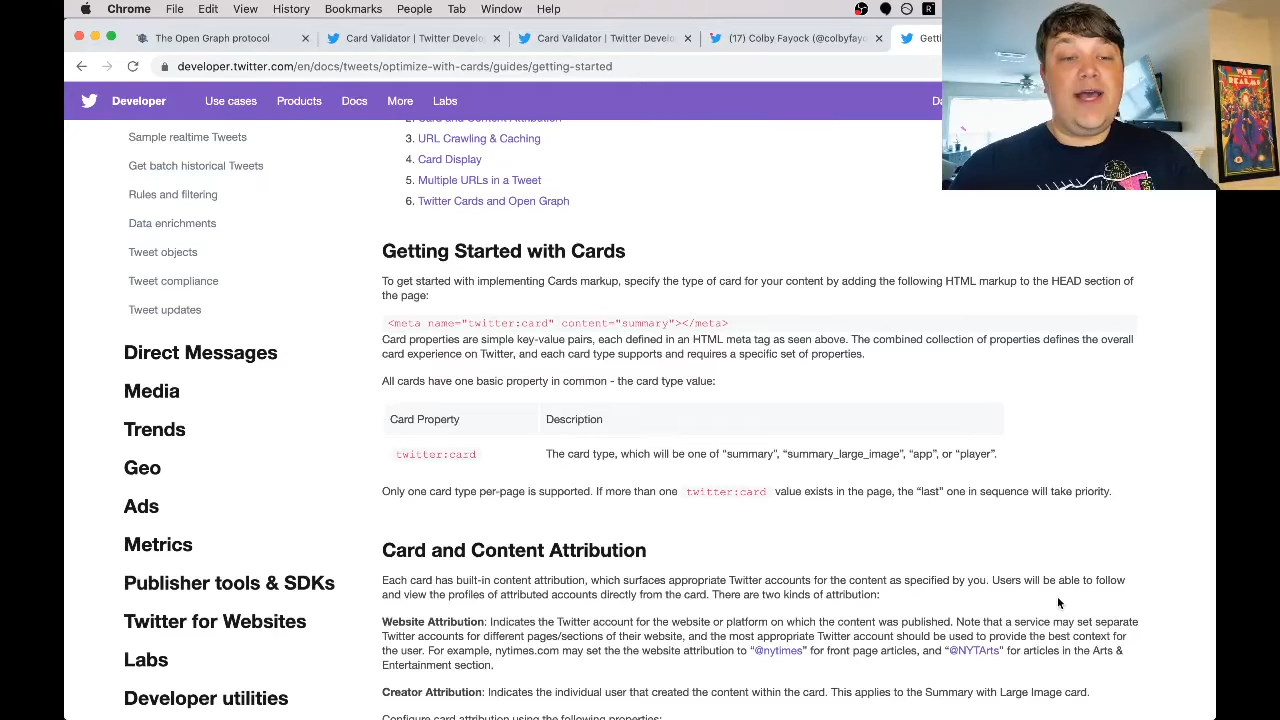 Chrome File Edit View History Bookmarks People Tab Window Help
The Open Graph protocol
Card Validator | Twitter Develo
Card Validator | Twitter Develo
(17) Colby Fayock (@colbyfayo
Getti
developer.twitter.com/en/docs/tweets/optimize-with-cards/guides/getting-started
Developer Use cases Products Docs More Labs
2. Card and Content Attribution
Sample realtime Tweets
3. URL Crawling & Caching
Get batch historical Tweets
4. Card Display
5. Multiple URLs in a Tweet
Rules and filtering
6. Twitter Cards and Open Graph
Data enrichments
Tweet objects
Tweet compliance
Tweet updates
Direct Messages
Media
Trends
Geo
Ads
Metrics
Publisher tools & SDKs
Twitter for Websites
Labs
Developer utilities
Getting Started with Cards
To get started with implementing Cards markup, specify the type of card for your content by adding the following HTML markup to the HEAD section of
the page:
<meta name="twitter:card" content="summary"></meta>
Card properties are simple key-value pairs, each defined in an HTML meta tag as seen above. The combined collection of properties defines the overall
card experience on Twitter, and each card type supports and requires a specific set of properties.
All cards have one basic property in common - the card type value:
Card Property Description
twitter:card The card type, which will be one of “summary”, “summary_large_image”, “app”, or “player”.
Only one card type per-page is supported. If more than one twitter:card value exists in the page, the “last” one in sequence will take priority.
Card and Content Attribution
Each card has built-in content attribution, which surfaces appropriate Twitter accounts for the content as specified by you. Users will be able to follow
and view the profiles of attributed accounts directly from the card. There are two kinds of attribution:
Website Attribution: Indicates the Twitter account for the website or platform on which the content was published. Note that a service may set separate
Twitter accounts for different pages/sections of their website, and the most appropriate Twitter account should be used to provide the best context for
the user. For example, nytimes.com may set the the website attribution to “@nytimes” for front page articles, and “@NYTArts” for articles in the Arts &
Entertainment section.
Creator Attribution: Indicates the individual user that created the content within the card. This applies to the Summary with Large Image card.
Configure card attribution using the following properties: